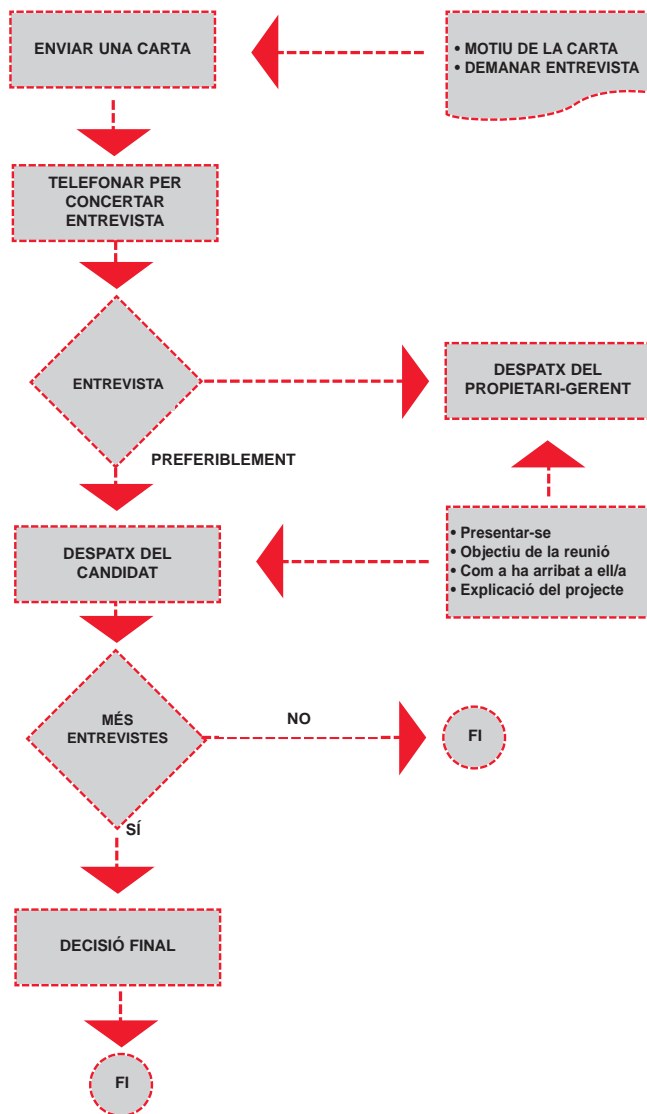 ENVIAR UNA CARTA
• MOTIU DE LA CARTA
• DEMANAR ENTREVISTA
TELEFONAR PER
CONCERTAR
ENTREVISTA
ENTREVISTA
DESPATX DEL
PROPIETARI-GERENT
PREFERIBLEMENT
DESPATX DEL
CANDIDAT
• Presentar-se
• Objectiu de la reunió
• Com a ha arribat a ell/a
• Explicació del projecte
MÉS
ENTREVISTES
NO
FI
SÍ
DECISIÓ FINAL
FI